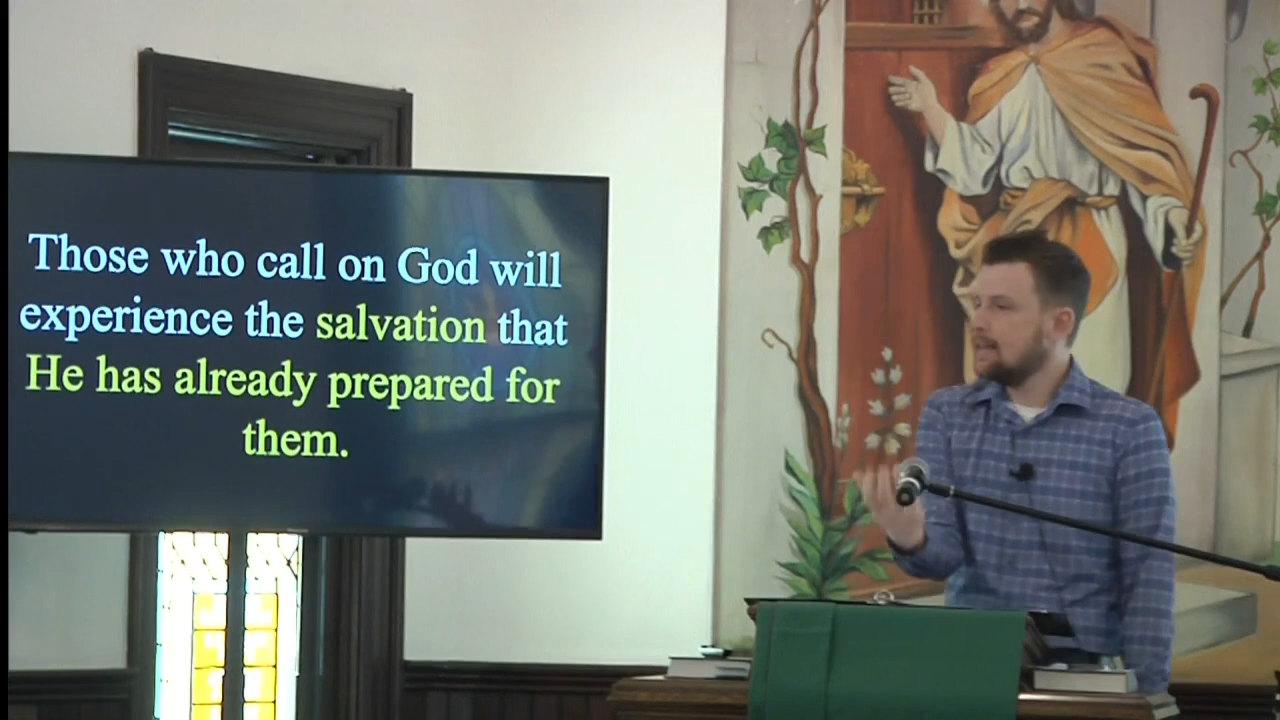 Those who call on God will
experience the salvation that
He has already prepared for
them.